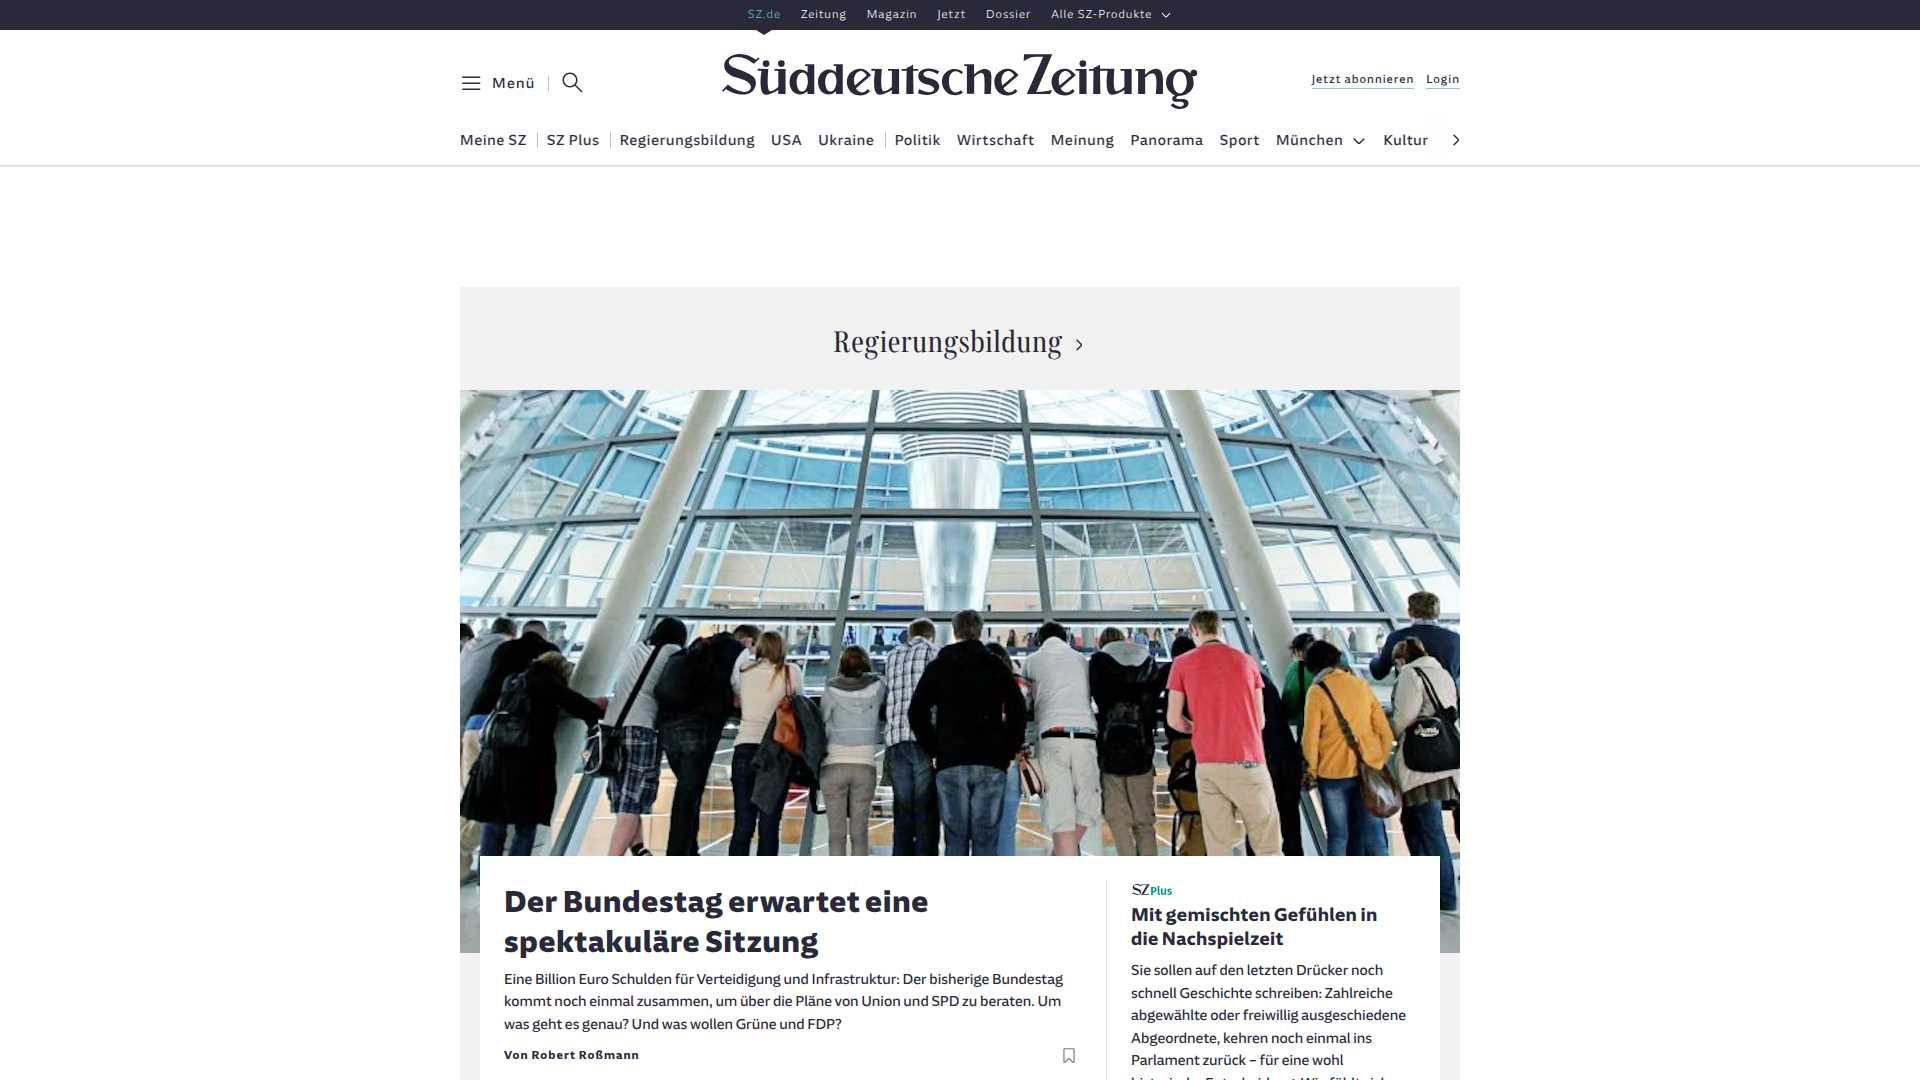 SZ.de Zeitung Magazin Jetzt Dossier Alle SZ-Produkte
Menü
Süddeutsche Zeitung
Jetzt abonnieren Login
Meine SZ SZ Plus Regierungsbildung USA Ukraine Politik Wirtschaft Meinung Panorama Sport München Kultur
Regierungsbildung
Der Bundestag erwartet eine
spektakuläre Sitzung
Eine Billion Euro Schulden für Verteidigung und Infrastruktur: Der bisherige Bundestag
kommt noch einmal zusammen, um über die Pläne von Union und SPD zu beraten. Um
was geht es genau? Und was wollen Grüne und FDP?
Von Robert Roßmann
SZ Plus
Mit gemischten Gefühlen in
die Nachspielzeit
Sie sollen auf den letzten Drücker noch
schnell Geschichte schreiben: Zahlreiche
abgewählte oder freiwillig ausgeschiedene
Abgeordnete, kehren noch einmal ins
Parlament zurück – für eine wohl